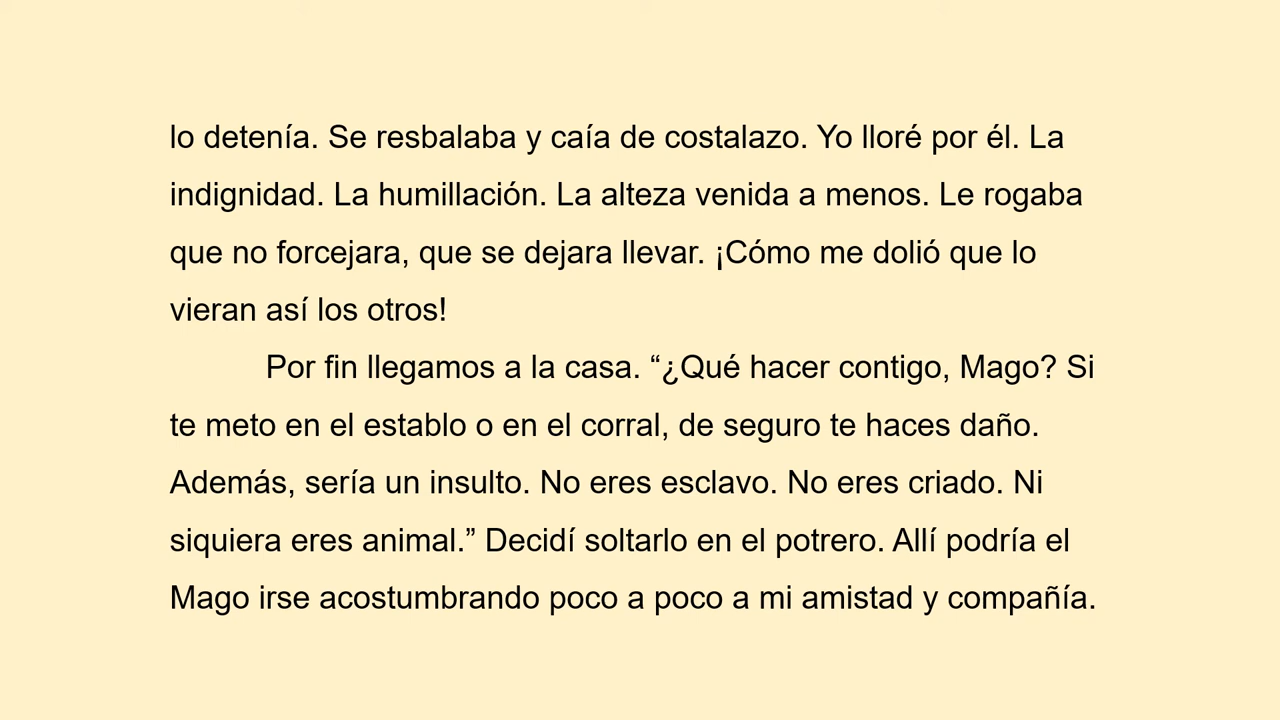 lo detenía. Se resbalaba y caía de costalazo. Yo lloré por él. La
indignidad. La humillación. La alteza venida a menos. Le rogaba
que no forcejara, que se dejara llevar. ¡Cómo me dolió que lo
vieran así los otros!
Por fin llegamos a la casa. “¿Qué hacer contigo, Mago? Si
te meto en el establo o en el corral, de seguro te haces daño.
Además, sería un insulto. No eres esclavo. No eres criado. Ni
siquiera eres animal.” Decidí soltarlo en el potrero. Allí podría el
Mago irse acostumbrando poco a poco a mi amistad y compañía.